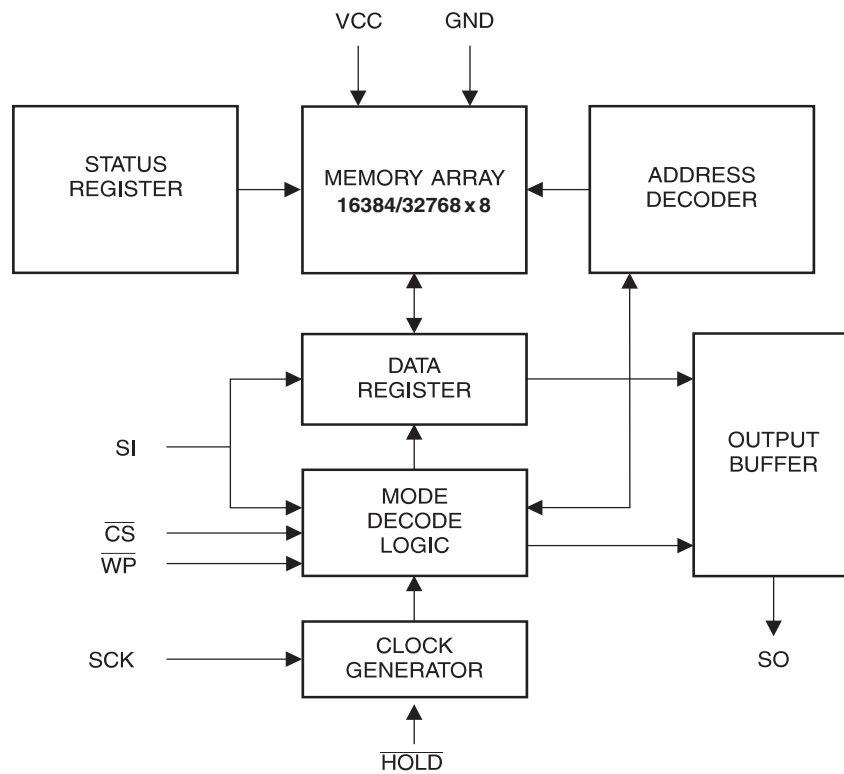 VCC
GND
STATUS
REGISTER
MEMORY ARRAY
16384/32768 x 8
ADDRESS
DECODER
DATA
REGISTER
OUTPUT
BUFFER
SI
MODE
DECODE
LOGIC
CS
WP
SCK
CLOCK
GENERATOR
SO
HOLD